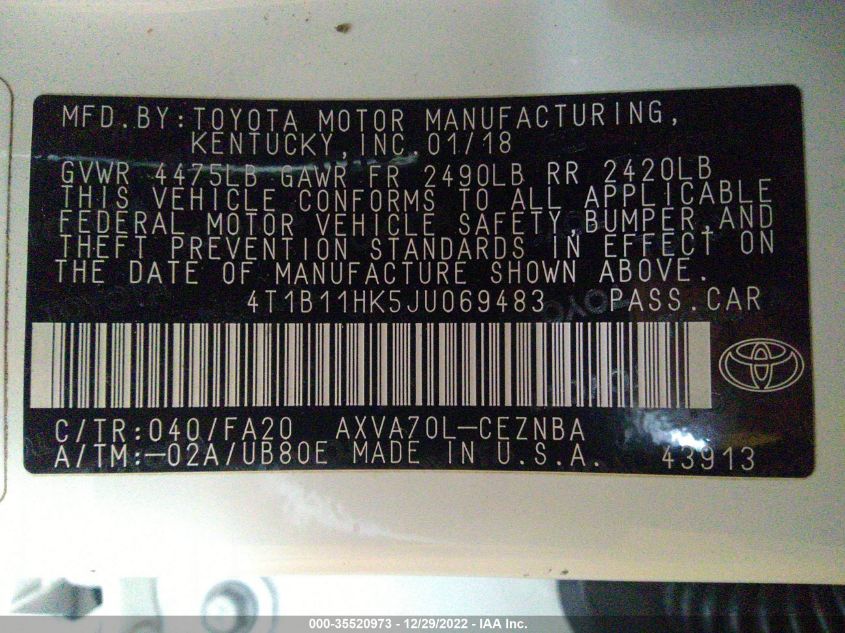 MFD.BY:TOYOTA MOTOR MANUFACTURING,
KENTUCKY,INC.01/18
GVWR 4475LB GAWR FR 2490LB RR 2420LB
THIS VEHICLE CONFORMS TO ALL APPLICABLE
FEDERAL MOTOR VEHICLE SAFETY,BUMPER,AND
THEFT PREVENTION STANDARDS IN EFFECT ON
THE DATE OF MANUFACTURE SHOWN ABOVE.
4T1B11HK5JU069483 PASS.CAR
C/TR:040/FA20 AXVA70L-CEZNBA
A/TM:-02A/UB80E MADE IN U.S.A. 43913
000-35520973 - 12/29/2022 - IAA Inc.